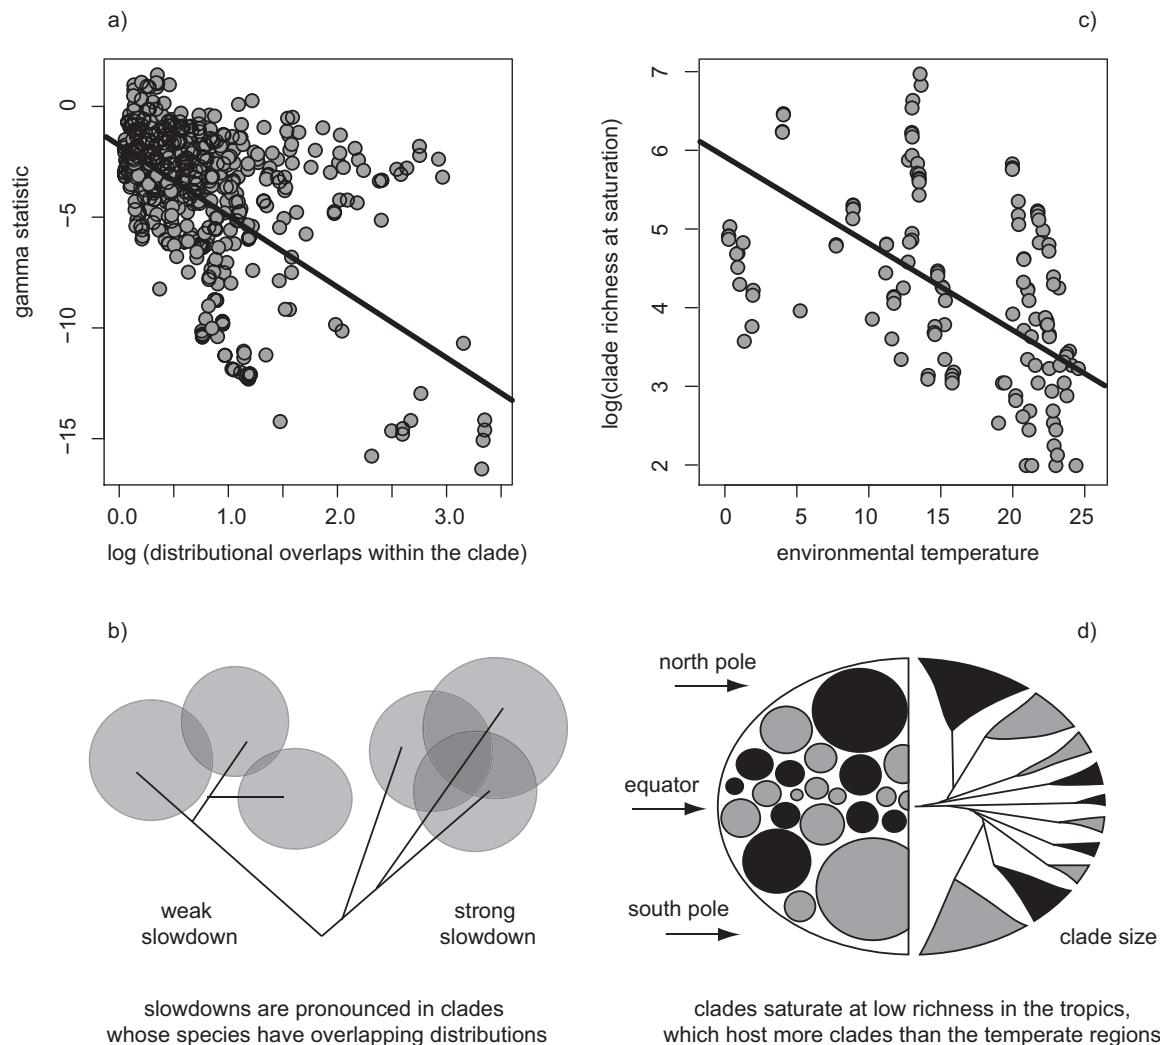 a)
gamma statistic
0
−5
−10
−15
0.0 1.0 2.0 3.0
log (distributional overlaps within the clade)
c)
log(clade richness at saturation)
7
6
5
4
3
2
0 5 10 15 20 25
environmental temperature
b)
weak
slowdown
strong
slowdown
slowdowns are pronounced in clades
whose species have overlapping distributions
d)
north pole
equator
south pole
clade size
clades saturate at low richness in the tropics,
which host more clades than the temperate regions